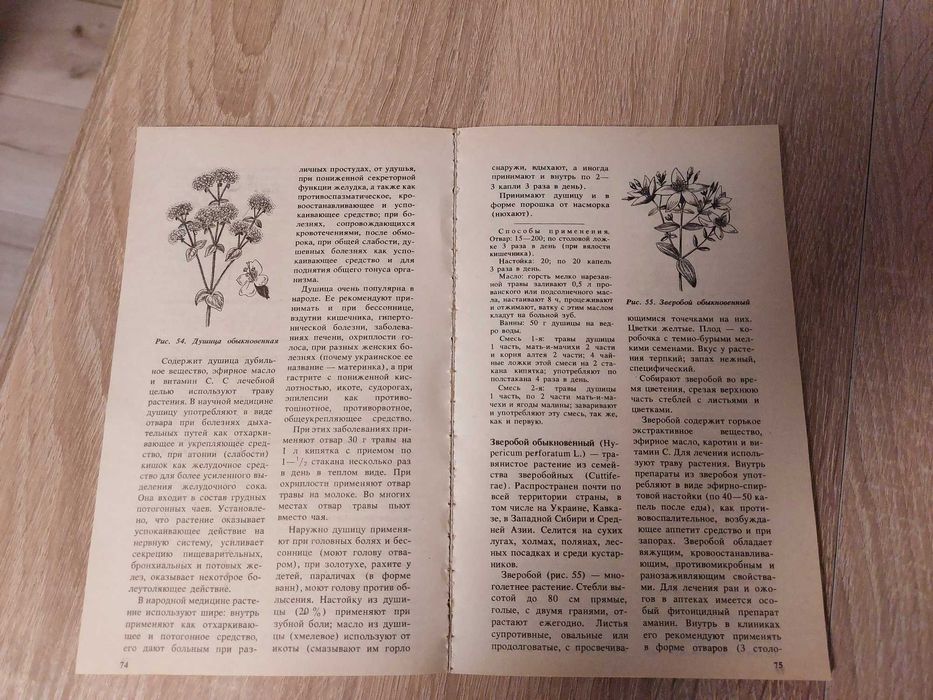 Рис. 54. Душица обыкновенная
Содержит душица дубиль-
ное вещество, эфирное масло
и витамин С. С лечебной
целью используют траву
растения. В научной медицине
душицу употребляют в виде
отвара при болезнях дыха-
тельных путей как отхарки-
вающее и укрепляющее сред-
ство, при атонии (слабости)
кишок как желудочное сред-
ство для более усиленного вы-
деления желудочного сока.
Она входит в состав грудных
потогонных чаев. Установле-
но, что растение оказывает
успокаивающее действие на
нервную систему, усиливает
секрецию пищеварительных,
бронхиальных и потовых же-
лез, оказывает некоторое бо-
леутоляющее действие.
В народной медицине расте-
ние используют шире: внутрь
применяют как отхаркиваю-
щее и потогонное средство,
его дают больным при раз-
личных простудах, от удушья,
при пониженной секреторной
функции желудка, а также как
противоспазматическое, кро-
воостанавливающее и успо-
каивающее средство; при бо-
лезнях, сопровождающихся
кровотечениями, после обмо-
рока, при общей слабости, ду-
шевных болезнях как успо-
каивающее средство и для
поднятия общего тонуса орга-
низма.
Душица очень популярна в
народе. Ее рекомендуют при-
нимать и при бессоннице,
вздутии кишечника, гиперто-
нической болезни, заболева-
ниях печени, охриплости го-
лоса, при разных женских бо-
лезнях (почему украинское ее
название — материнка), а при
гастрите с пониженной кис-
лотностью, икоте, судорогах,
эпилепсии как противо-
тошнотное, противорвотное,
общеукрепляющее средство.
При этих заболеваниях при-
меняют отвар 30 г травы на
1 л кипятка с приемом по
1—1/2 стакана несколько раз
в день в теплом виде. При
охриплости применяют отвар
травы на молоке. Во многих
местах отвар травы пьют
вместо чая.
Наружно душицу применя-
ют при головных болях и бес-
соннице (моют голову отва-
ром), при золотухе, рахите у
детей, параличах (в форме
ванн), моют голову против об-
лысения. Настойку из души-
цы (20 %) применяют при
зубной боли; масло из души-
цы (хмелевое) используют от
икоты (смазывают им горло
74
снаружи, вдыхают, а иногда
принимают и внутрь по 2—
3 капли 3 раза в день).
Принимают душицу и в
форме порошка от насморка
(нюхают).
Способы применения.
Отвар: 15—200; по столовой лож-
ке 3 раза в день (при вялости
кишечника).
Настойка: 20; по 20 капель
3 раза в день.
Масло: горсть мелко нарезан-
ной травы заливают 0,5 л про-
ванского или подсолнечного мас-
ла, настаивают 8 ч, процеживают
и отжимают, ватку с этим маслом
кладут на больной зуб.
Ванны: 50 г душицы на вед-
ро воды.
Смесь 1-я: травы душицы
1 часть, мать-и-мачихи 2 части
и корня алтея 2 части; 4 чай-
ные ложки этой смеси на 2 ста-
кана кипятка; употребляют по
полстакана 4 раза в день.
Смесь 2-я: травы душицы
1 часть, по 2 части мать-и-ма-
чехи и ягоды малины; заваривают
и употребляют эту смесь, так же,
как и первую.
Зверобой обыкновенный (Hy-
pericum perforatum L.) — тра-
вянистое растение из семей-
ства зверобойных (Cuttife-
rae). Распространен почти по
всей территории страны, в
том числе на Украине, Кавка-
зе, в Западной Сибири и Сред-
ней Азии. Селится на сухих
лугах, холмах, полянах, лес-
ных посадках и среди кустар-
ников.
Зверобой (рис. 55) — мно-
голетнее растение. Стебли вы-
сотой до 80 см прямые,
голые, с двумя гранями, от-
растают ежегодно. Листья
супротивные, овальные или
продолговатые, с просвечива-
Рис. 55. Зверобой обыкновенный
ющимися точечками на них.
Цветки желтые. Плод — ко-
робочка с темно-бурыми мел-
кими семенами. Вкус у расте-
ния терпкий; запах нежный,
специфический.
Собирают зверобой во вре-
мя цветения, срезая верхнюю
часть стеблей с листьями и
цветками.
Зверобой содержит горькое
экстрактивное вещество,
эфирное масло, каротин и ви-
тамин С. Для лечения исполь-
зуют траву растения. Внутрь
препараты из зверобоя упот-
ребляют в виде эфирно-спир-
товой настойки (по 40—50 ка-
пель после еды), как проти-
вовоспалительное, возбужда-
ющее аппетит средство и при
запорах. Зверобой обладает
вяжущим, кровоостанавлива-
ющим, противомикробным и
ранозаживляющим свойства-
ми. Для лечения ран и ожо-
гов в аптеках имеется осо-
бый фитоицидный препарат
аманин. Внутрь в клиниках
его рекомендуют применять
в форме отваров (3 столо-
75